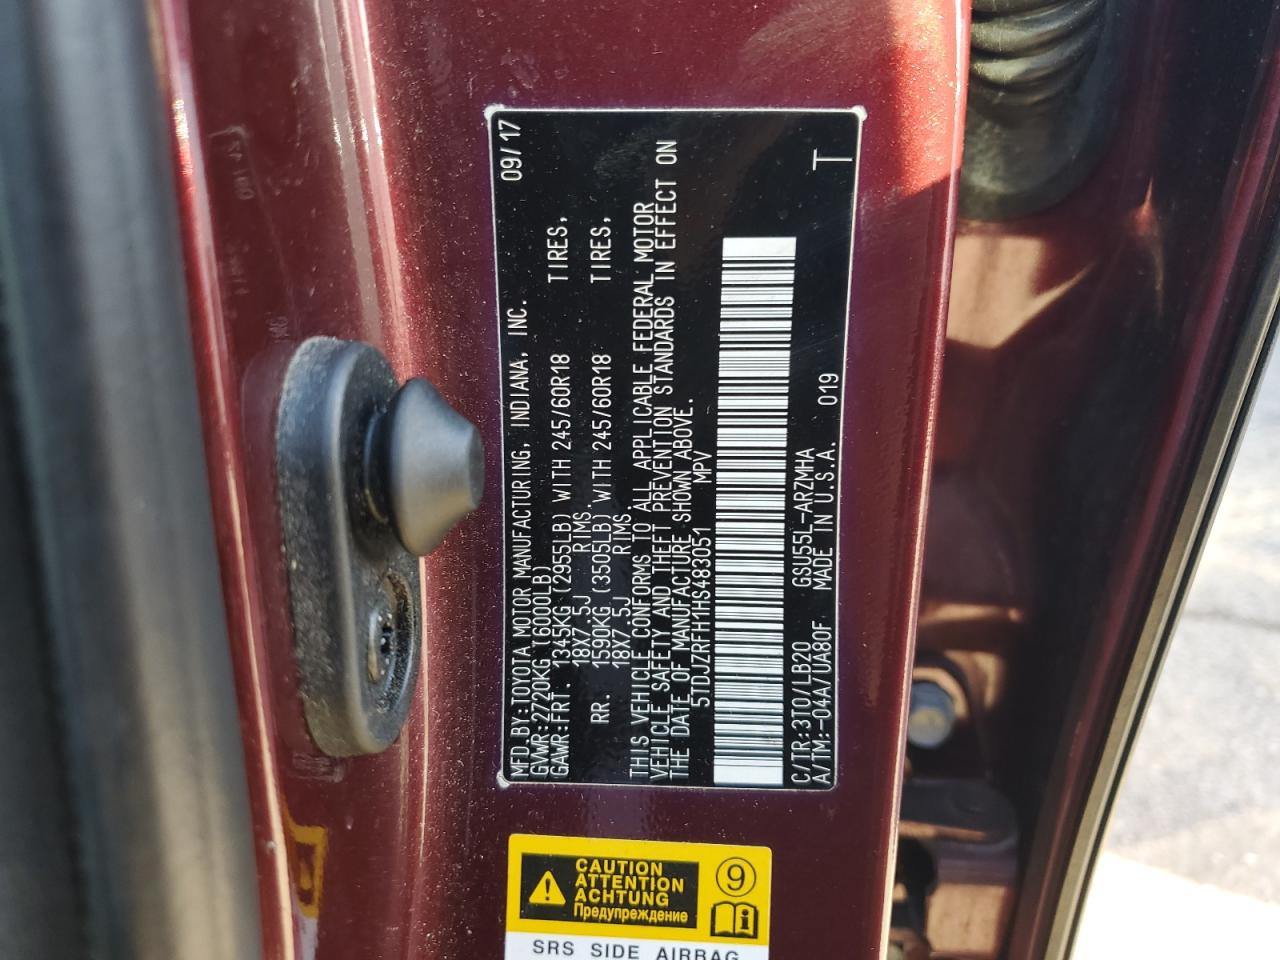 MFD.BY:TOYOTA MOTOR MANUFACTURING, INDIANA, INC. 09/17
GVWR:2720KG (6000LB)
GAWR:FRT. 1345KG (2955LB) WITH 245/60R18 TIRES,
18X7.5J RIMS,
RR. 1590KG (3505LB) WITH 245/60R18 TIRES,
18X7.5J RIMS.
THIS VEHICLE CONFORMS TO ALL APPLICABLE FEDERAL MOTOR
VEHICLE SAFETY AND THEFT PREVENTION STANDARDS IN EFFECT ON
THE DATE OF MANUFACTURE SHOWN ABOVE.
5TDJZRFH1HS483051 MPV
C/TR:3T0/LB20 GSU55L-ARZMHA
A/TM:-04A/UA80F MADE IN U.S.A. 019 T
CAUTION
ATTENTION
ACHTUNG
Предупреждение
9
SRS SIDE AIRBAG